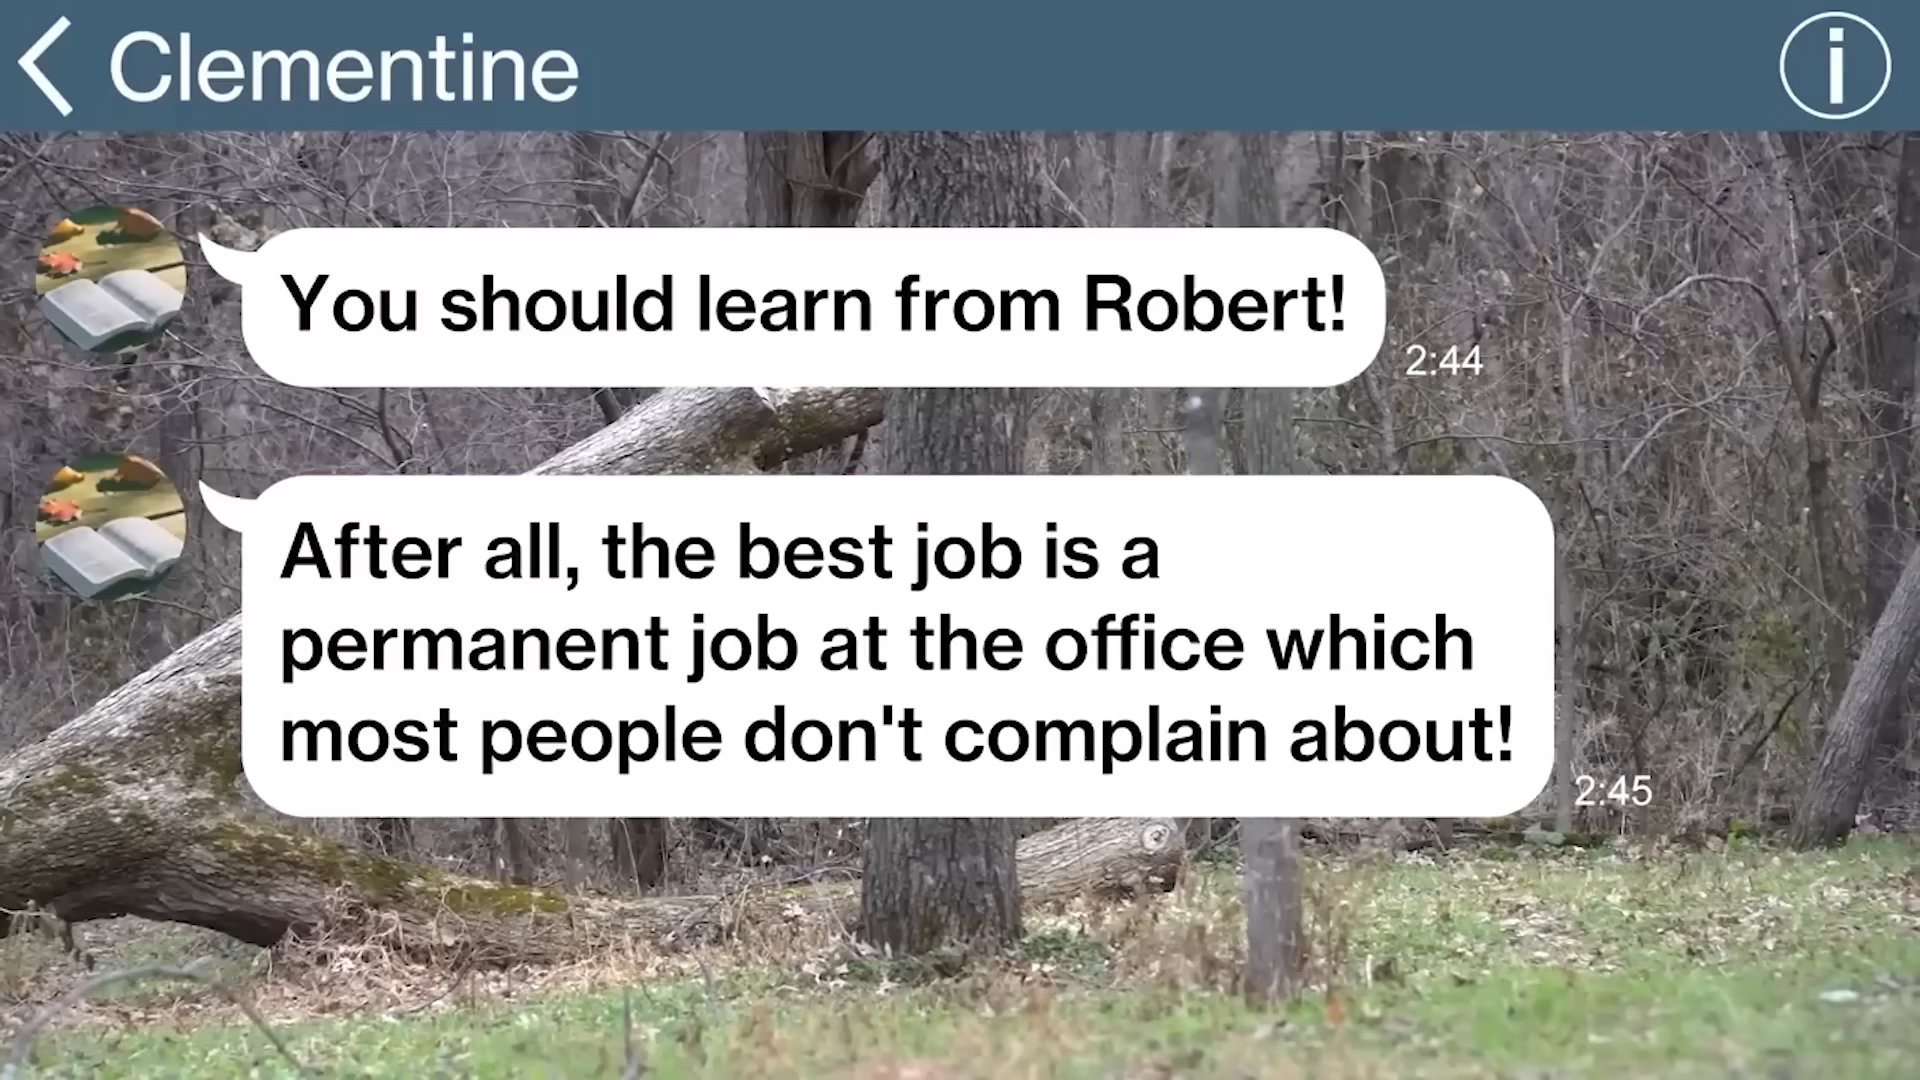 Clementine
You should learn from Robert!
2:44
After all, the best job is a
permanent job at the office which
most people don't complain about!
2:45